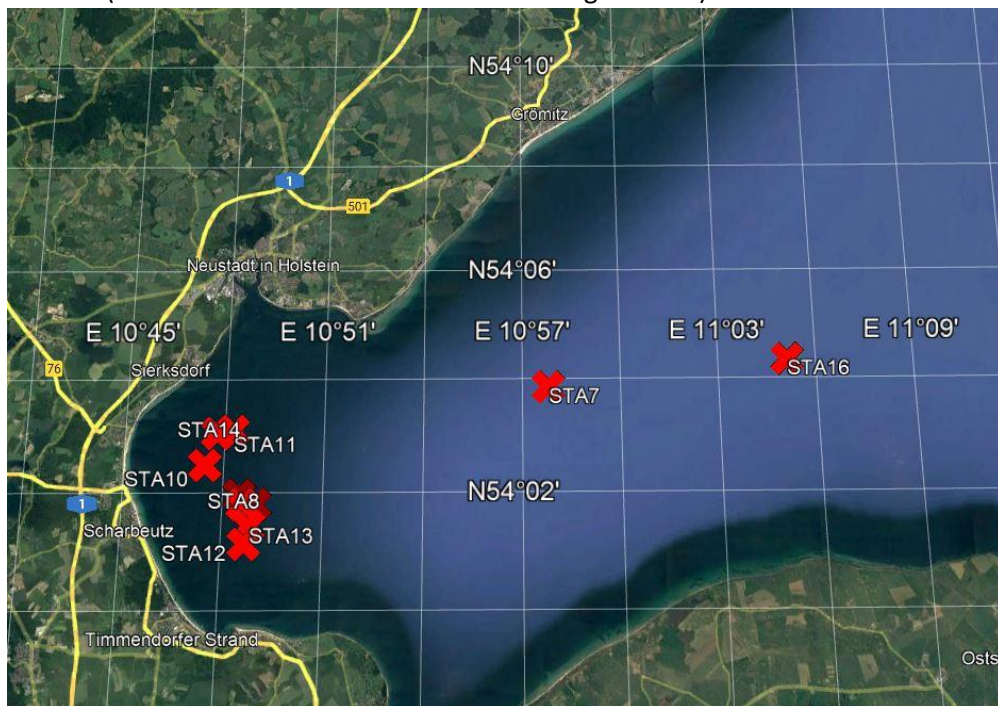 N54°10'
Grömitz
1
501
Neustadt in Holstein
N54°06'
E 10°45'
E 10°51'
E 10°57'
E 11°03'
E 11°09'
76
Sierksdorf
STA16
STA7
STA14
STA11
STA10
STA8
N54°02'
1
Scharbeutz
STA13
STA12
Timmendorfer Strand
Osts